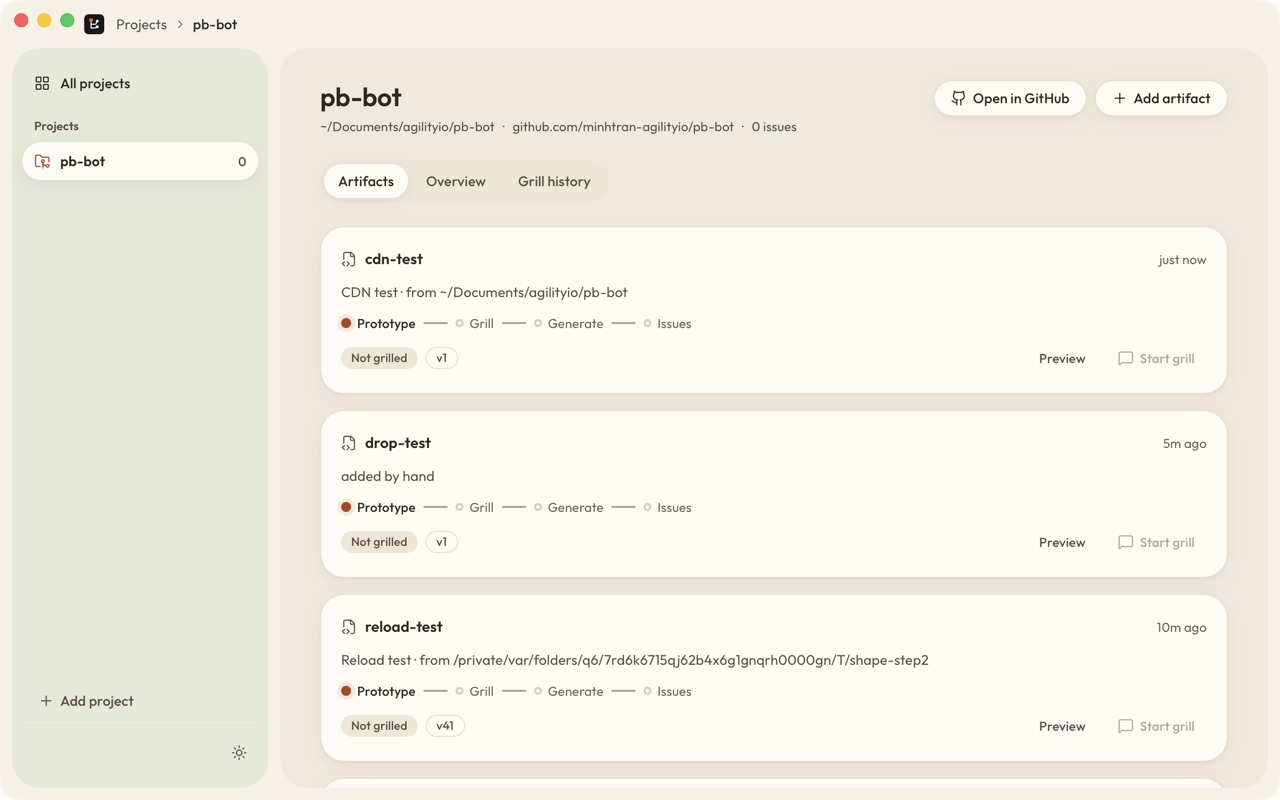 Projects > pb-bot
All projects
Projects
pb-bot 0
Add project
pb-bot
Open in GitHub
Add artifact
~/Documents/agilityio/pb-bot · github.com/minhtran-agilityio/pb-bot · 0 issues
Artifacts Overview Grill history
cdn-test just now
CDN test · from ~/Documents/agilityio/pb-bot
Prototype Grill Generate Issues
Not grilled v1 Preview Start grill
drop-test 5m ago
added by hand
Prototype Grill Generate Issues
Not grilled v1 Preview Start grill
reload-test 10m ago
Reload test · from /private/var/folders/q6/7rd6k6715qj62b4x6g1gnqrh0000gn/T/shape-step2
Prototype Grill Generate Issues
Not grilled v41 Preview Start grill